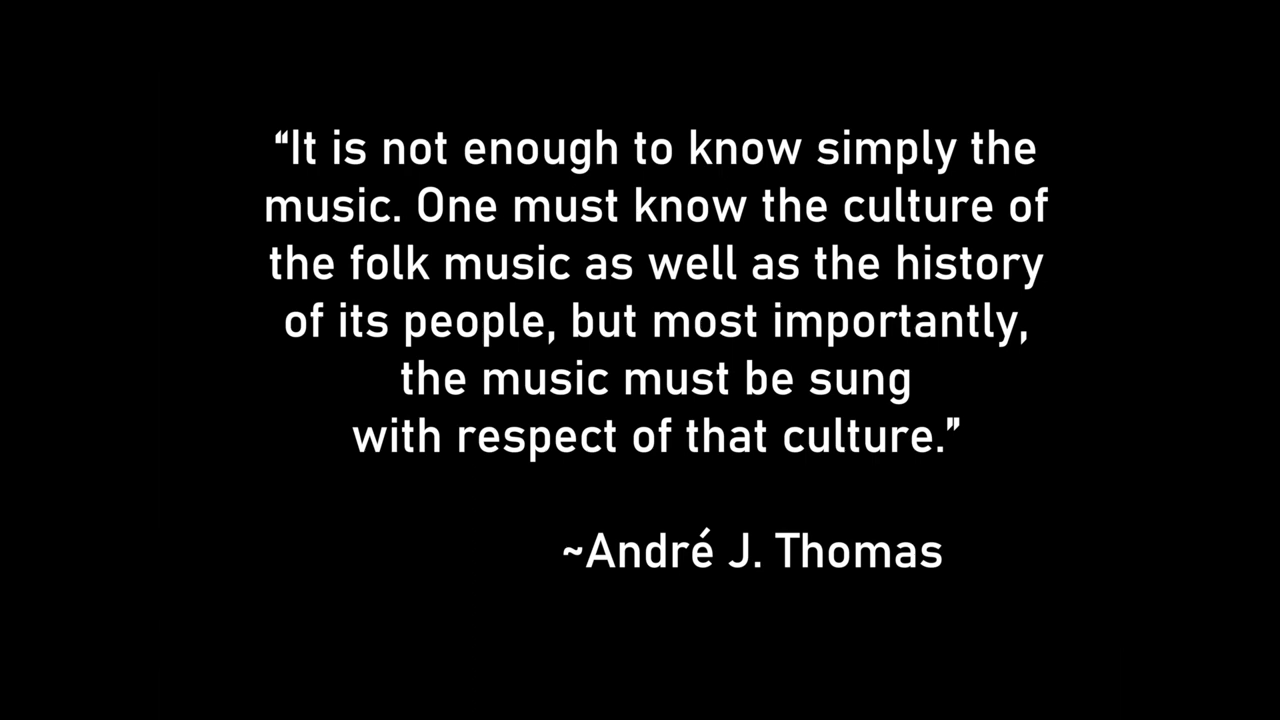 “It is not enough to know simply the
music. One must know the culture of
the folk music as well as the history
of its people, but most importantly,
the music must be sung
with respect of that culture.”
~André J. Thomas